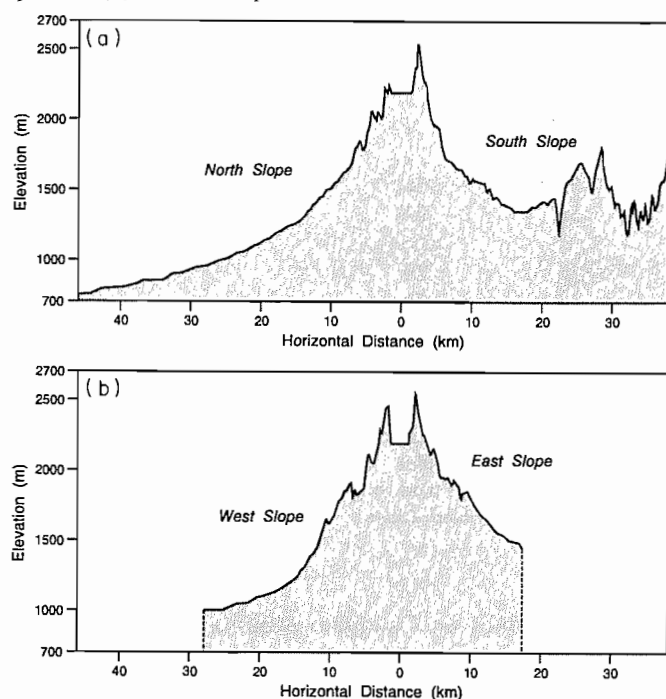 2700
(a)
2500
2000
South Slope
North Slope
1500
1000
700
Elevation (m)
40 30 20 10 0 10 20 30
Horizontal Distance (km)
2700
(b)
2500
East Slope
2000
West Slope
1500
1000
700
Elevation (m)
40 30 20 10 0 10 20 30
Horizontal Distance (km)